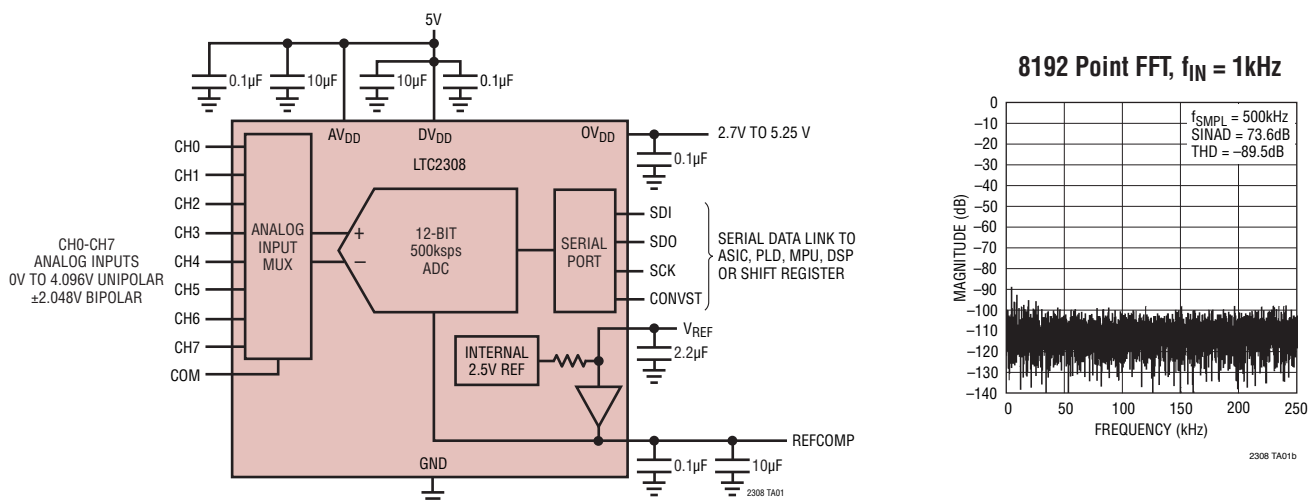 5V
0.1µF
10µF
10µF
0.1µF
AVDD
DVDD
OVDD
2.7V TO 5.25 V
0.1µF
LTC2308
CH0
CH1
CH2
CH3
CH4
CH5
CH6
CH7
COM
CH0-CH7
ANALOG INPUTS
0V TO 4.096V UNIPOLAR
±2.048V BIPOLAR
ANALOG
INPUT
MUX
+
–
12-BIT
500ksps
ADC
SERIAL
PORT
SDI
SDO
SCK
CONVST
SERIAL DATA LINK TO
ASIC, PLD, MPU, DSP
OR SHIFT REGISTER
INTERNAL
2.5V REF
VREF
2.2µF
REFCOMP
0.1µF
10µF
GND
2308 TA01
8192 Point FFT, fIN = 1kHz
fSMPL = 500kHz
SINAD = 73.6dB
THD = –89.5dB
MAGNITUDE (dB)
0
–10
–20
–30
–40
–50
–60
–70
–80
–90
–100
–110
–120
–130
–140
0 50 100 150 200 250
FREQUENCY (kHz)
2308 TA01b